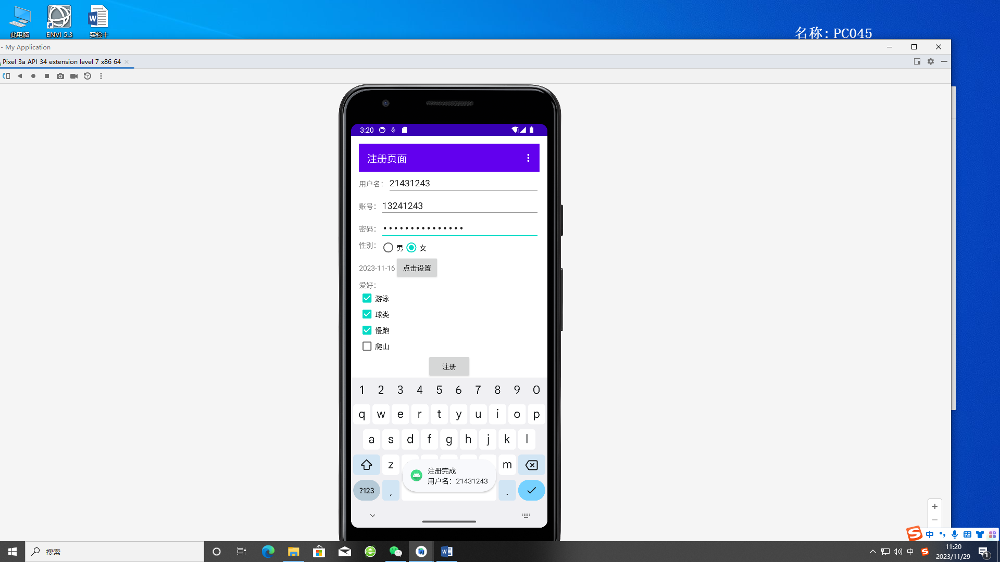 此电脑
ENVI 5.3
实验十
名称：PC045
- My Application
Pixel 3a API 34 extension level 7 x86 64
3:20
注册页面
用户名： 21431243
账号： 13241243
密码： •••••••••••••••
性别： 男 女
2023-11-16 点击设置
爱好：
游泳
球类
慢跑
爬山
注册
1 2 3 4 5 6 7 8 9 0
q w e r t y u i o p
a s d f g h j k l
z m
注册完成
用户名：21431243
?123 , .
中
搜索
中
11:20
2023/11/29
1